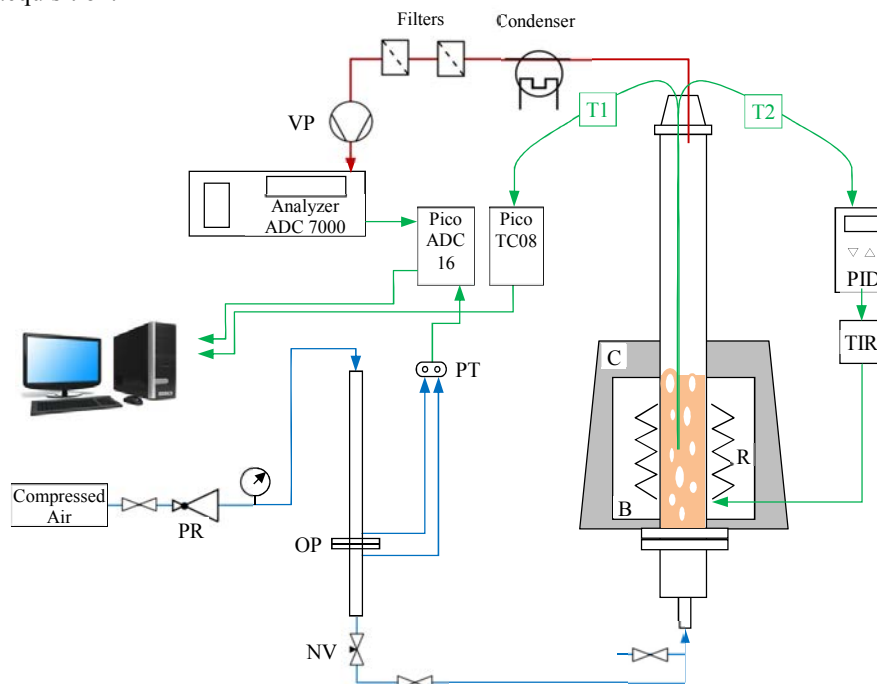 Filters
Condenser
VP
T1
T2
Analyzer
ADC 7000
Pico
ADC
16
Pico
TC08
PID
TIR
C
PT
R
B
Compressed
Air
PR
OP
NV